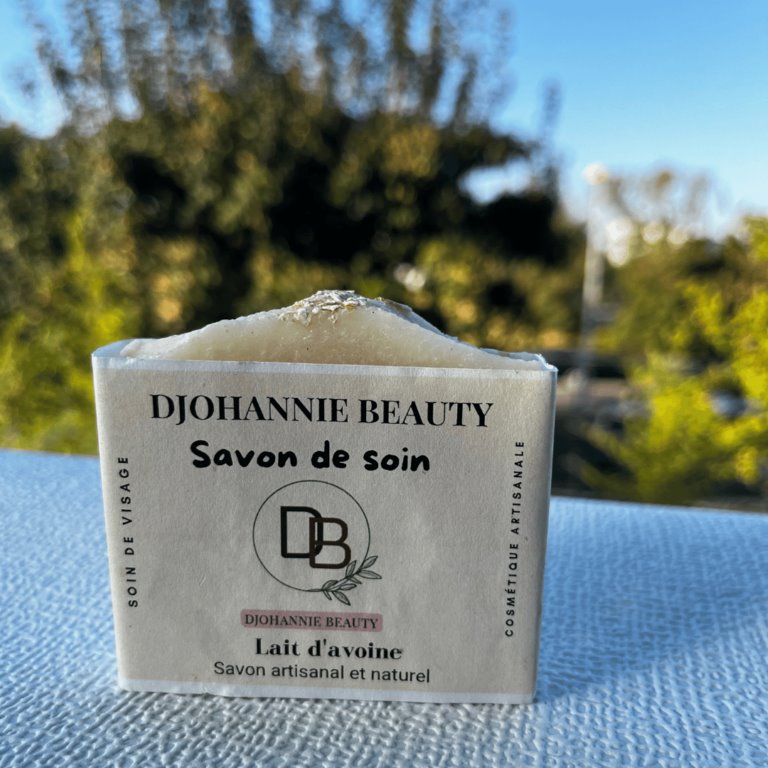 DJOHANNIE BEAUTY
Savon de soin
SOIN DE VISAGE
COSMÉTIQUE ARTISANALE
DB
DJOHANNIE BEAUTY
Lait d'avoine
Savon artisanal et naturel